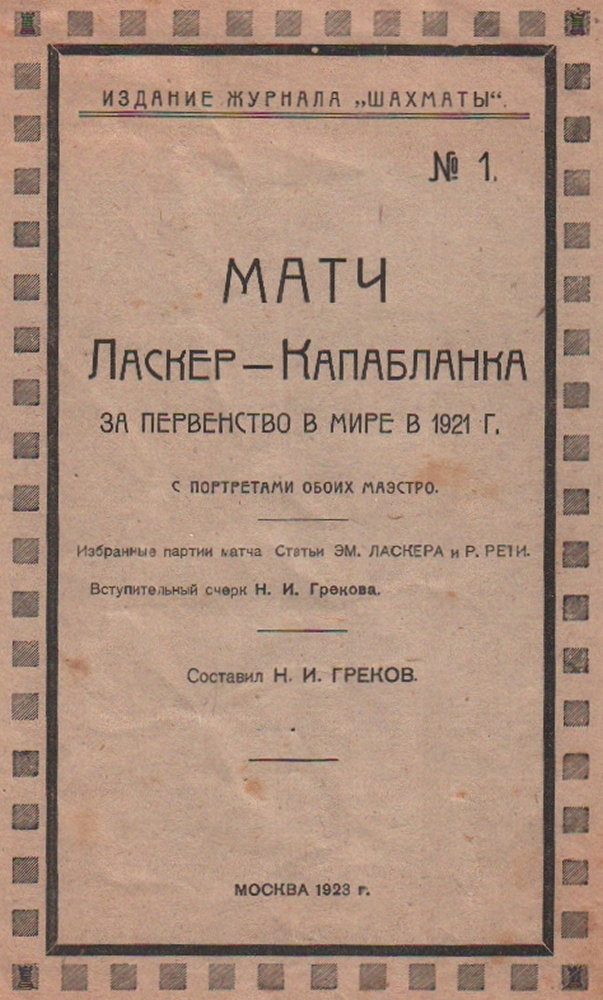 ИЗДАНИЕ ЖУРНАЛА „ШАХМАТЫ“.
№ 1.
МАТЧ
ЛАСКЕР — КАПАБЛАНКА
ЗА ПЕРВЕНСТВО В МИРЕ В 1921 Г.
С ПОРТРЕТАМИ ОБОИХ МАЭСТРО.
Избранные партии матча Статьи ЭМ. ЛАСКЕРА и Р. РЕТИ.
Вступительный очерк Н. И. Грекова.
Составил Н. И. ГРЕКОВ.
МОСКВА 1923 г.